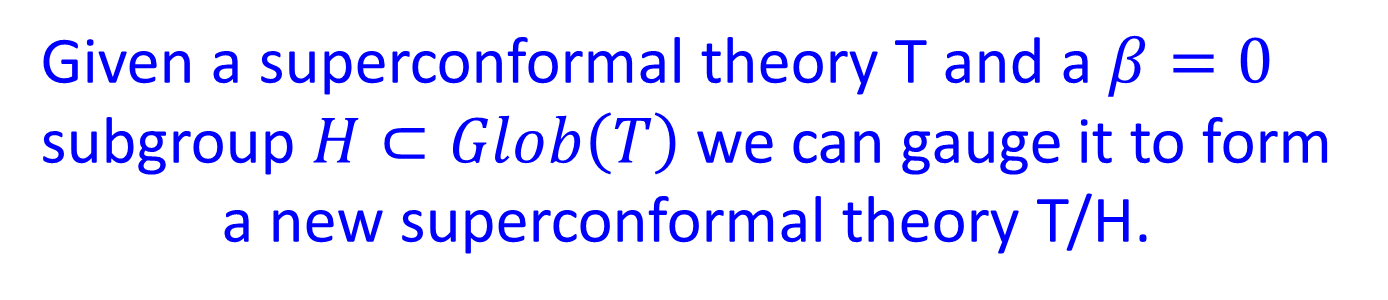 Given a superconformal theory T and a 𝛽 = 0
subgroup 𝐻 ⊂ 𝐺𝑙𝑜𝑏(𝑇) we can gauge it to form
a new superconformal theory T/H.